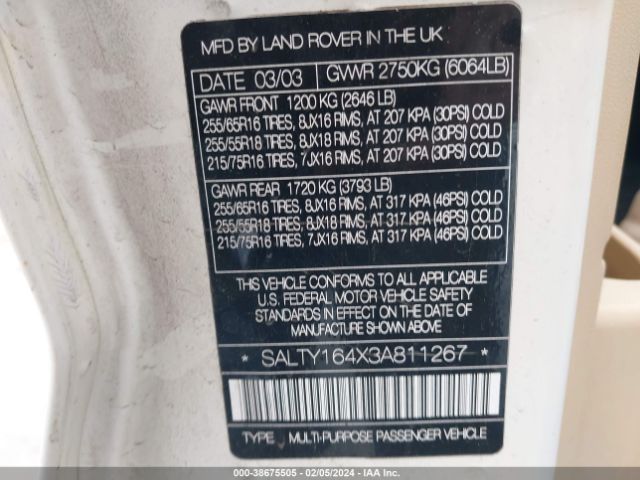 MFD BY LAND ROVER IN THE UK
DATE 03/03 GVWR 2750KG (6064LB)
GAWR FRONT 1200 KG (2646 LB)
255/65R16 TIRES, 8JX16 RIMS, AT 207 KPA (30PSI) COLD
255/55R18 TIRES, 8JX18 RIMS, AT 207 KPA (30PSI) COLD
215/75R16 TIRES, 7JX16 RIMS, AT 207 KPA (30PSI) COLD
GAWR REAR 1720 KG (3793 LB)
255/65R16 TIRES, 8JX16 RIMS, AT 317 KPA (46PSI) COLD
255/55R18 TIRES, 8JX18 RIMS, AT 317 KPA (46PSI) COLD
215/75R16 TIRES, 7JX16 RIMS, AT 317 KPA (46PSI) COLD
THIS VEHICLE CONFORMS TO ALL APPLICABLE
U.S. FEDERAL MOTOR VEHICLE SAFETY
STANDARDS IN EFFECT ON THE DATE OF
MANUFACTURE SHOWN ABOVE
* SALTY164X3A811267 *
TYPE MULTI-PURPOSE PASSENGER VEHICLE
000-38675505 - 02/05/2024 - IAA Inc.